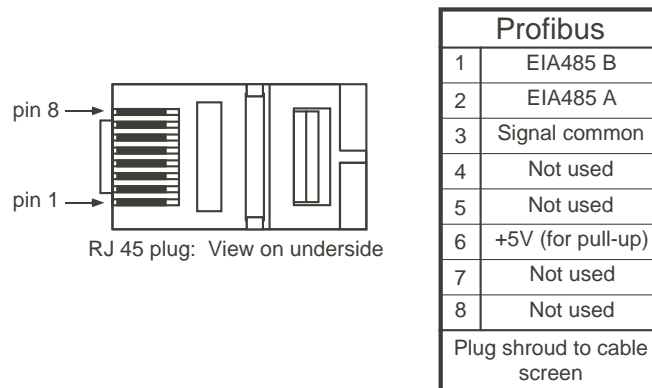 pin 8
pin 1
RJ 45 plug: View on underside
Profibus
1 EIA485 B
2 EIA485 A
3 Signal common
4 Not used
5 Not used
6 +5V (for pull-up)
7 Not used
8 Not used
Plug shroud to cable
screen